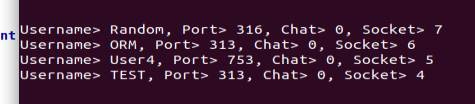 nt
Username> Random, Port> 316, Chat> 0, Socket> 7
Username> ORM, Port> 313, Chat> 0, Socket> 6
Username> User4, Port> 753, Chat> 0, Socket> 5
Username> TEST, Port> 313, Chat> 0, Socket> 4